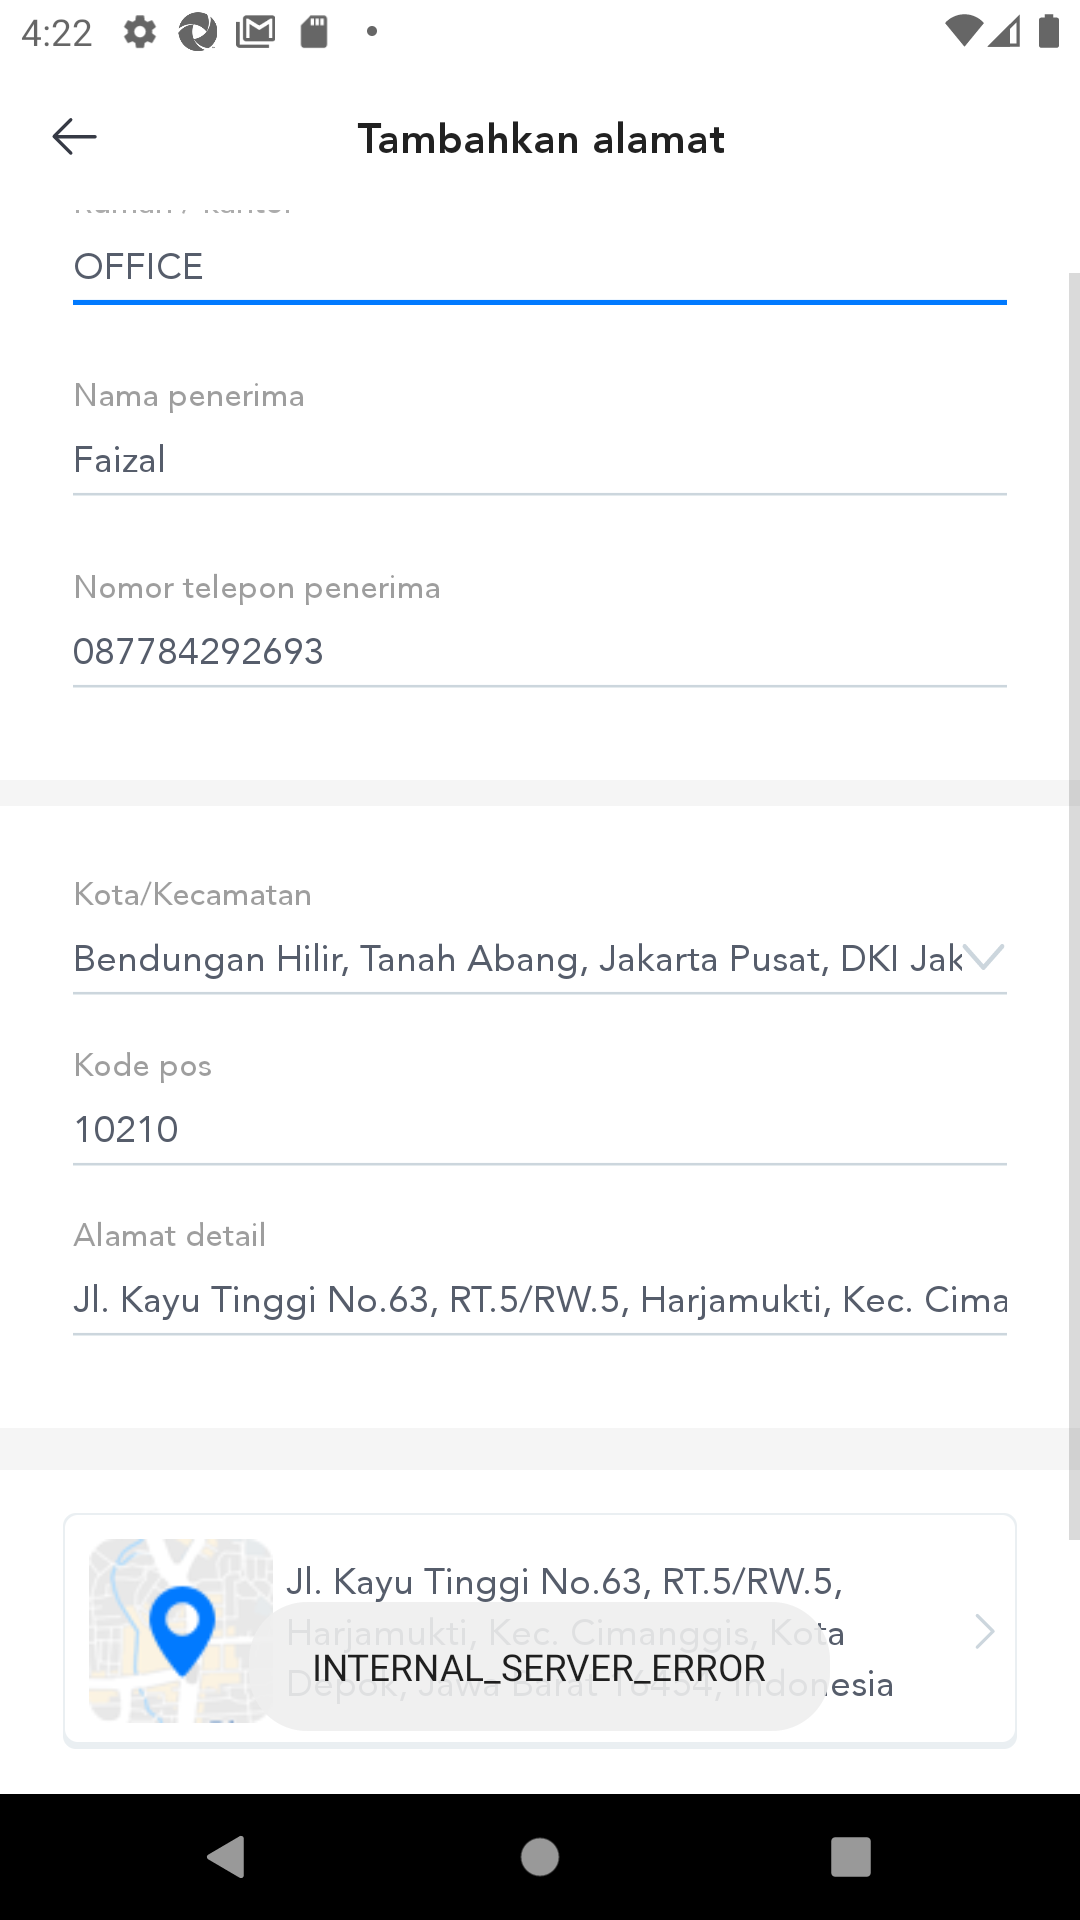 4:22
Tambahkan alamat
Rumah / kantor
OFFICE
Nama penerima
Faizal
Nomor telepon penerima
087784292693
Kota/Kecamatan
Bendungan Hilir, Tanah Abang, Jakarta Pusat, DKI Jak
Kode pos
10210
Alamat detail
Jl. Kayu Tinggi No.63, RT.5/RW.5, Harjamukti, Kec. Cima
Jl. Kayu Tinggi No.63, RT.5/RW.5,
Harjamukti, Kec. Cimanggis, Kota
Depok, Jawa Barat 16454, Indonesia
INTERNAL_SERVER_ERROR